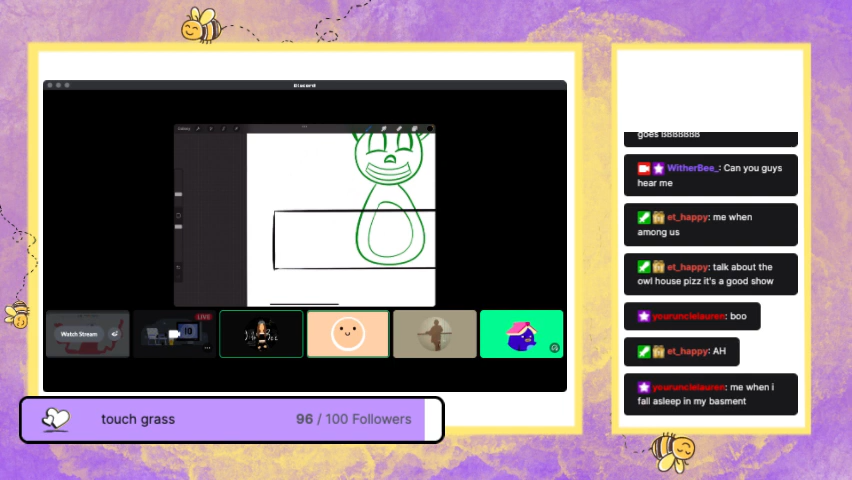 Discord
Gallery
goes 8888888
WitherBee_: Can you guys
hear me
et_happy: me when
among us
et_happy: talk about the
owl house pizz it's a good show
youruncielauren: boo
et_happy: AH
youruncielauren: me when i
fall asleep in my basment
Watch Stream
LIVE
touch grass
96 / 100 Followers